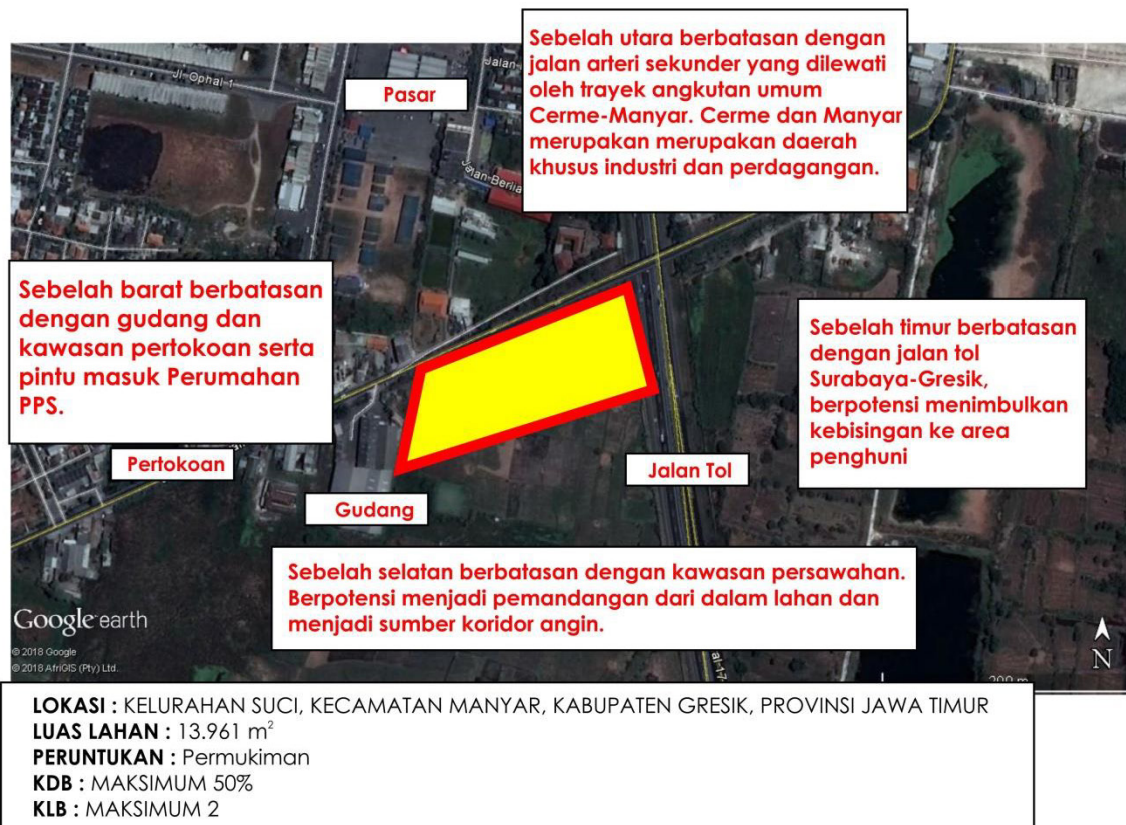 Sebelah utara berbatasan dengan
jalan arteri sekunder yang dilewati
oleh trayek angkutan umum
Cerme-Manyar. Cerme dan Manyar
merupakan merupakan daerah
khusus industri dan perdagangan.
Jl. Ophal 1
Pasar
Jalan
Jalan
Sebelah barat berbatasan
dengan gudang dan
kawasan pertokoan serta
pintu masuk Perumahan
PPS.
Sebelah timur berbatasan
dengan jalan tol
Surabaya-Gresik,
berpotensi menimbulkan
kebisingan ke area
penghuni
Pertokoan
Jalan Tol
Gudang
Sebelah selatan berbatasan dengan kawasan persawahan.
Berpotensi menjadi pemandangan dari dalam lahan dan
menjadi sumber koridor angin.
Google earth
© 2018 Google
© 2018 AfriGIS (Pty) Ltd.
N
LOKASI : KELURAHAN SUCI, KECAMATAN MANYAR, KABUPATEN GRESIK, PROVINSI JAWA TIMUR
LUAS LAHAN : 13.961 m²
PERUNTUKAN : Permukiman
KDB : MAKSIMUM 50%
KLB : MAKSIMUM 2